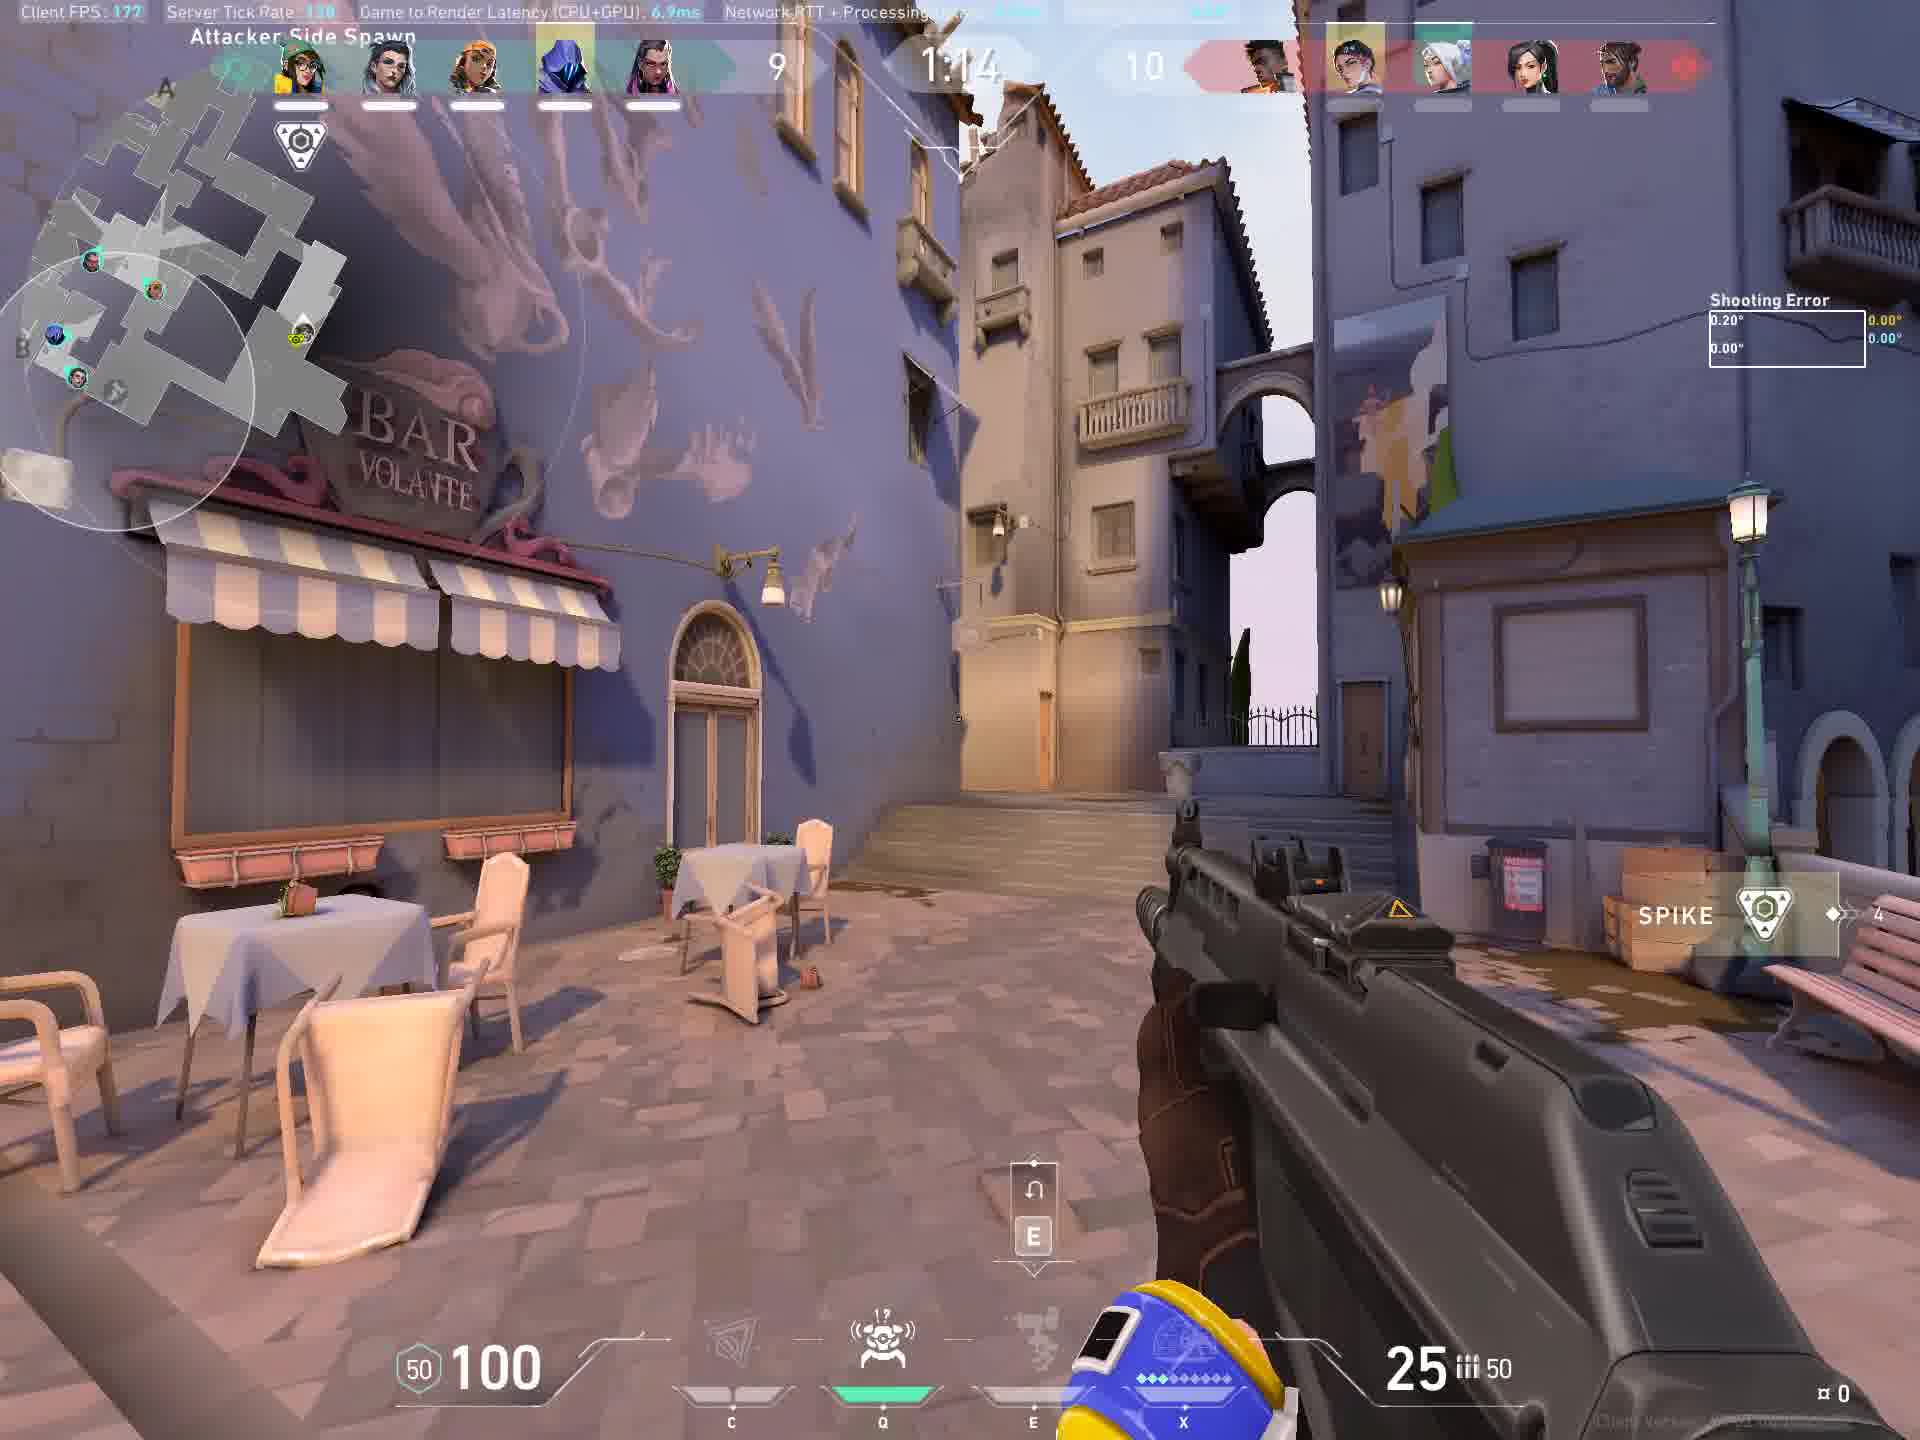 Client FPS: 177 Server Tick Rate: 130 Game to Render Latency (CPU+GPU): 6.9ms Network RTT + Processing
Attacker Side Spawn
9 1:14 10
A
B
Shooting Error
0.20° 0.00°
0.00° 0.00°
BAR
VOLANTE
SPIKE 4
E
50 100
25 50
¤ 0
C Q E X